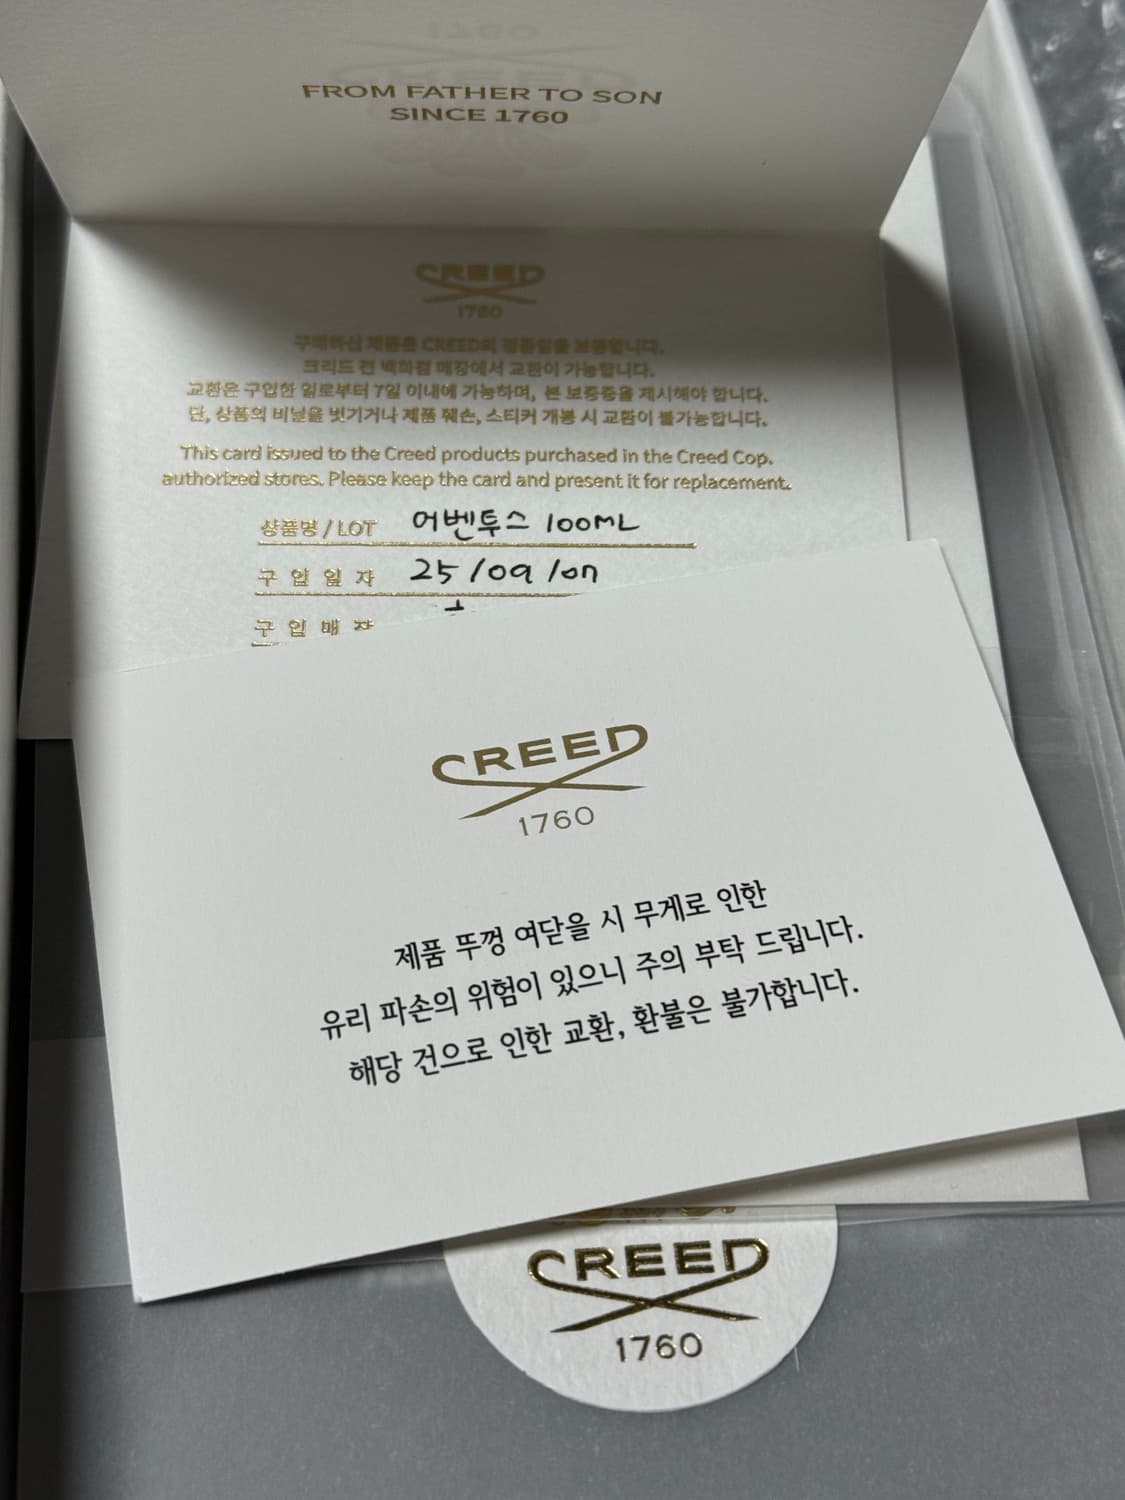 FROM FATHER TO SON
SINCE 1760
CREED
1760
구매하신 제품은 CREED의 정품임을 보증합니다.
크리드 전 백화점 매장에서 교환이 가능합니다.
교환은 구입한 일로부터 7일 이내에 가능하며, 본 보증증을 제시해야 합니다.
단, 상품의 비닐을 벗기거나 제품 훼손, 스티커 개봉 시 교환이 불가능합니다.
This card issued to the Creed products purchased in the Creed Cop.
authorized stores. Please keep the card and present it for replacement.
상품명 / LOT 어벤투스 100ML
구 입 일 자 25/09/07
구 입 매 장
CREED
1760
제품 뚜껑 여닫을 시 무게로 인한
유리 파손의 위험이 있으니 주의 부탁 드립니다.
해당 건으로 인한 교환, 환불은 불가합니다.
CREED
1760